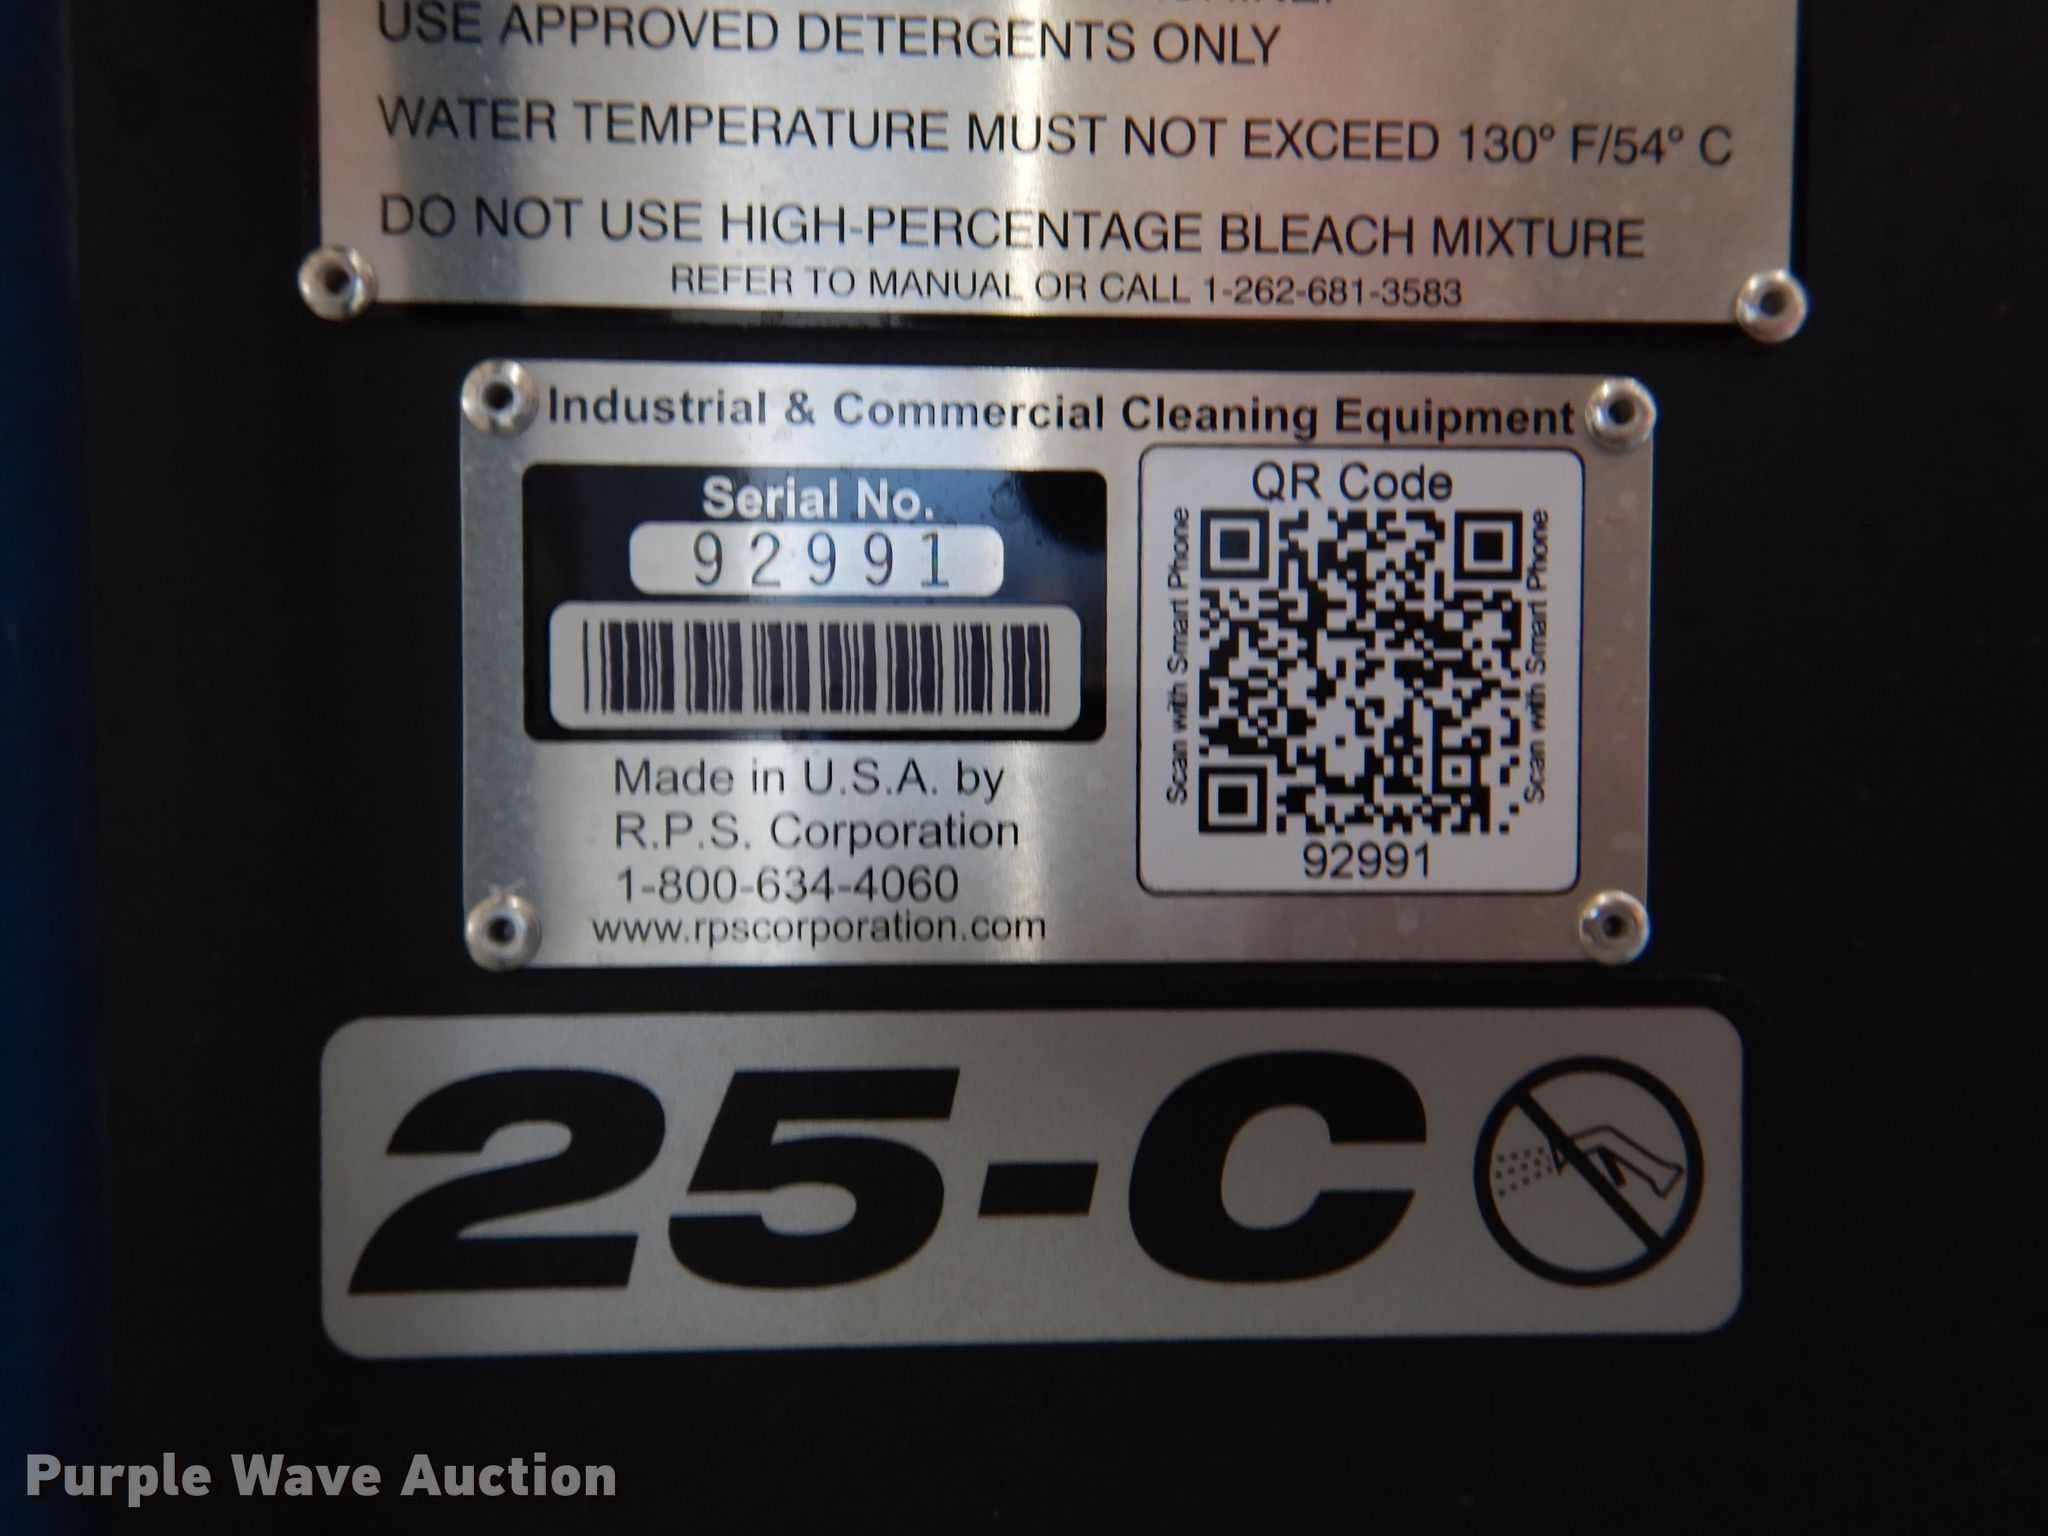 USE APPROVED DETERGENTS ONLY
WATER TEMPERATURE MUST NOT EXCEED 130° F/54° C
DO NOT USE HIGH-PERCENTAGE BLEACH MIXTURE
REFER TO MANUAL OR CALL 1-262-681-3583
Industrial & Commercial Cleaning Equipment
Serial No.
92991
Made in U.S.A. by
R.P.S. Corporation
1-800-634-4060
www.rpscorporation.com
QR Code
Scan with Smart Phone
Scan with Smart Phone
92991
25-C
Purple Wave Auction